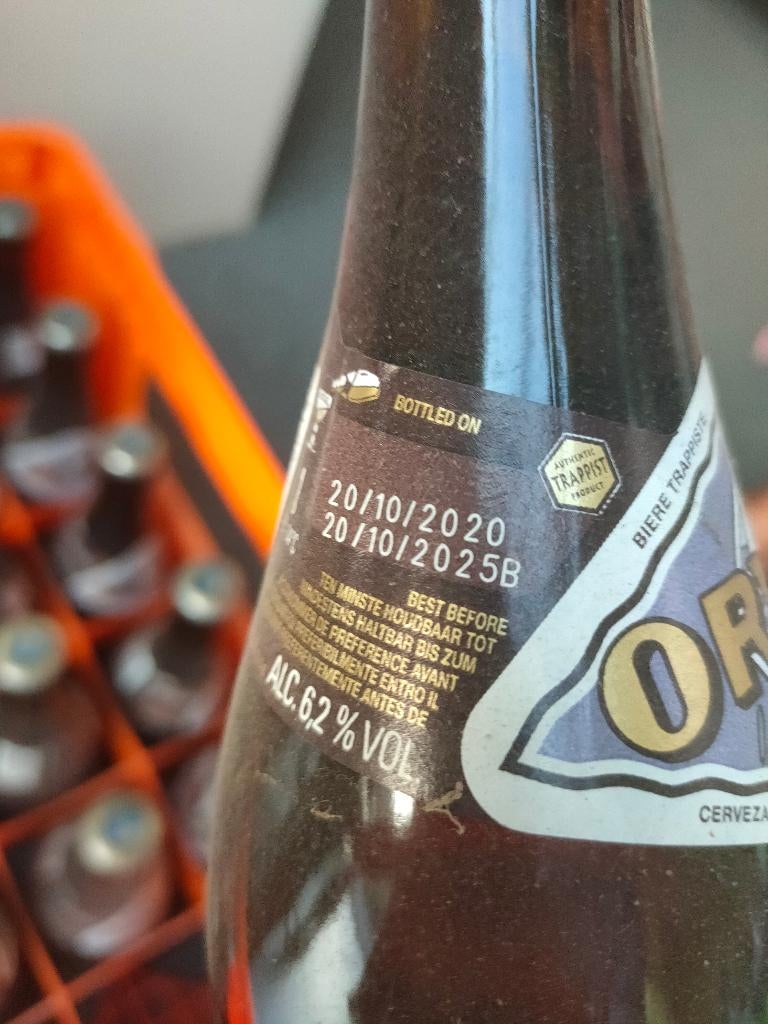 BOTTLED ON
AUTHENTIC
TRAPPIST
PRODUCT
20/10/2020
20/10/2025B
BEST BEFORE
TEN MINSTE HOUDBAAR TOT
MINDESTENS HALTBAR BIS ZUM
DE PREFERENCE AVANT
PREFERIBILMENTE ENTRO IL
ANTES DE
ALC. 6,2 % VOL
BIERE TRAPPISTE
OR
CERVEZA